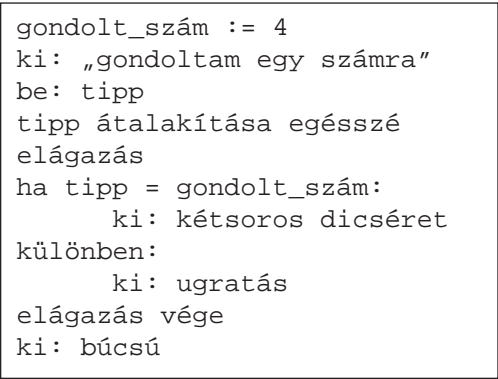 gondolt_szám := 4
ki: „gondoltam egy számra”
be: tipp
tipp átalakítása egésszé
elágazás
ha tipp = gondolt_szám:
ki: kétsoros dicséret
különben:
ki: ugratás
elágazás vége
ki: búcsú